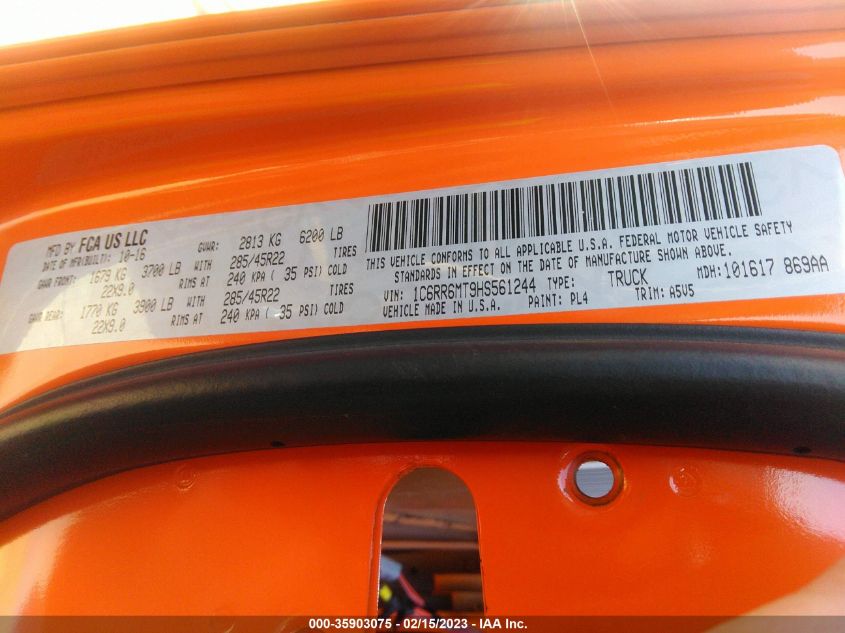 MFD BY FCA US LLC GVWR: 2813 KG 6200 LB
DATE OF MFR(BUILT): 10-16
GAWR FRONT: 1679 KG 3700 LB WITH 285/45R22 TIRES
22X9.0 RIMS AT 240 KPA ( 35 PSI) COLD
GAWR REAR: 1770 KG 3900 LB WITH 285/45R22 TIRES
22X9.0 RIMS AT 240 KPA ( 35 PSI) COLD
THIS VEHICLE CONFORMS TO ALL APPLICABLE U.S.A. FEDERAL MOTOR VEHICLE SAFETY
STANDARDS IN EFFECT ON THE DATE OF MANUFACTURE SHOWN ABOVE.
VIN: 1C6RR6MT9HS561244 TYPE: TRUCK MDH:101617 869AA
VEHICLE MADE IN U.S.A. PAINT: PL4 TRIM: A5V5
000-35903075 - 02/15/2023 - IAA Inc.